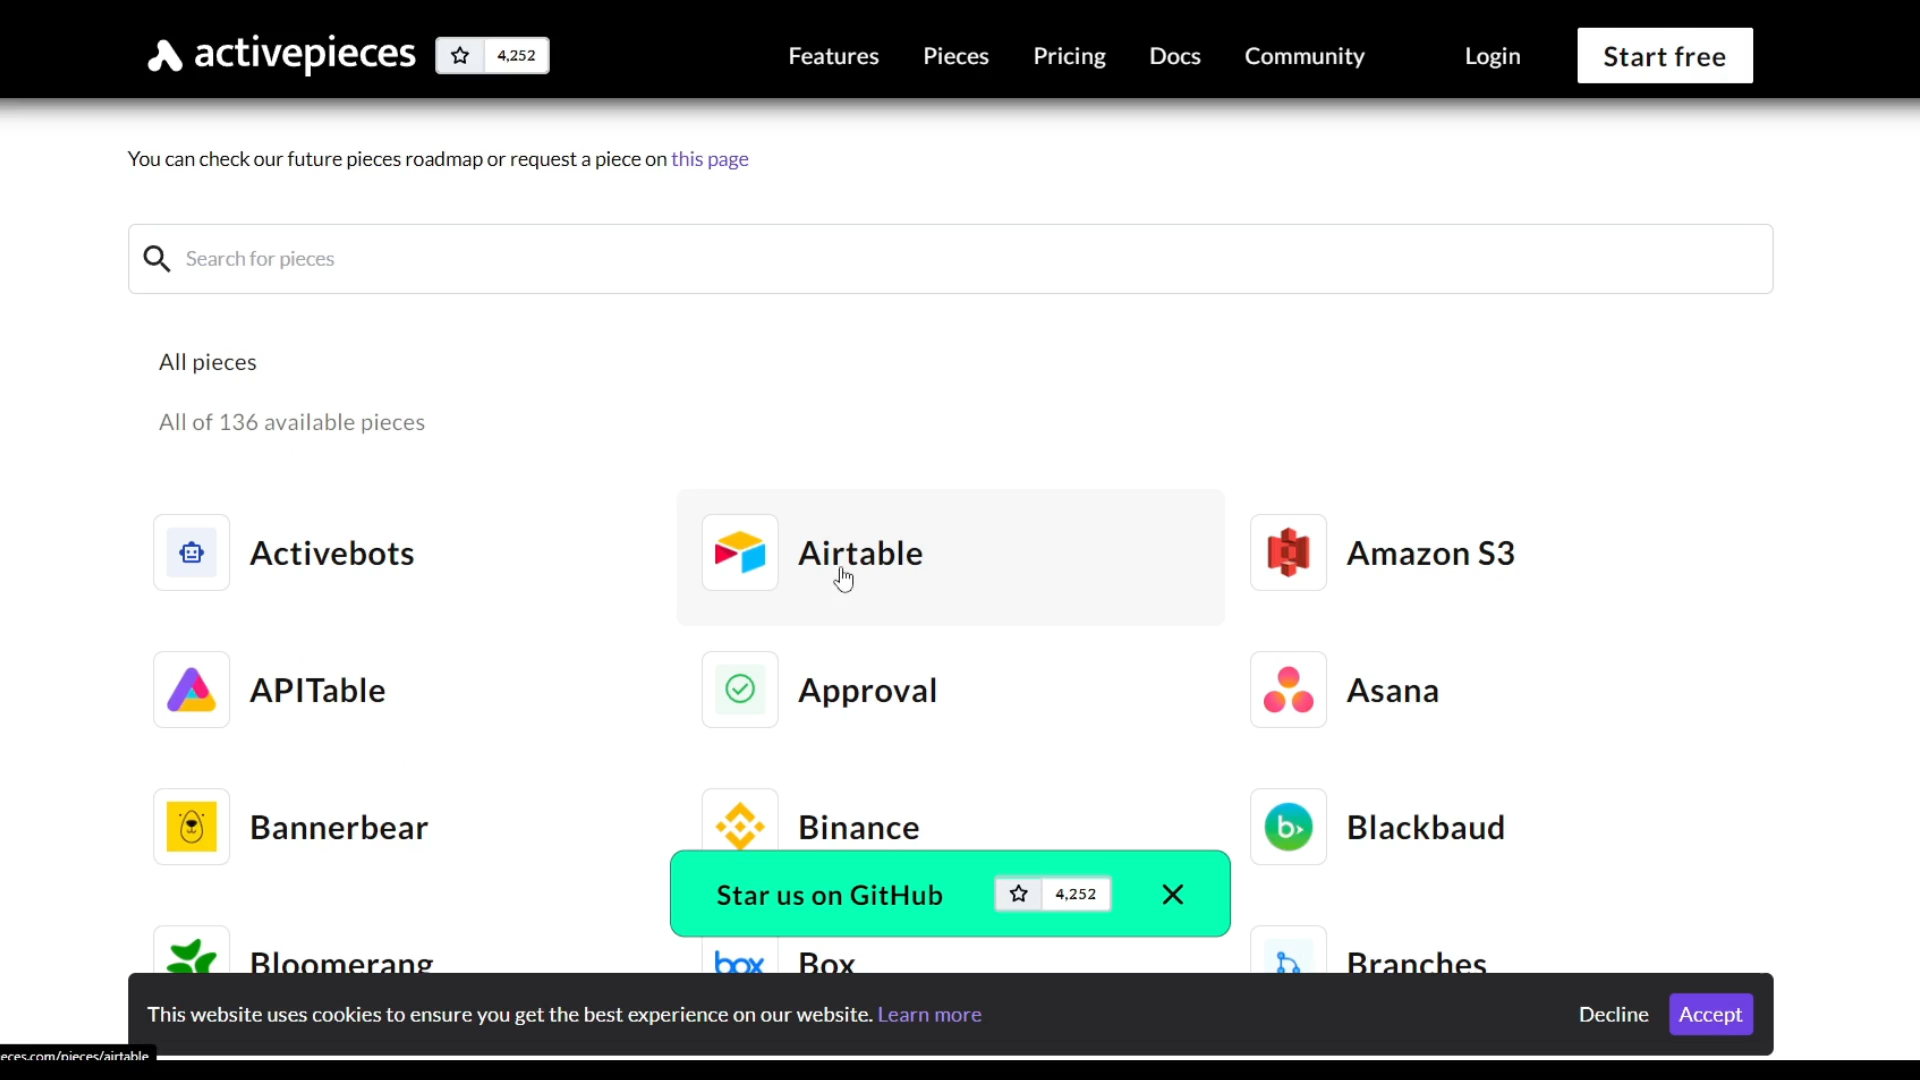 activepieces
4,252
Features
Pieces
Pricing
Docs
Community
Login
Start free
You can check our future pieces roadmap or request a piece on this page
Search for pieces
All pieces
All of 136 available pieces
Activebots
Airtable
Amazon S3
APITable
Approval
Asana
Bannerbear
Binance
Blackbaud
b>
Star us on GitHub
4,252
Bloomerang
box
Box
Branches
This website uses cookies to ensure you get the best experience on our website. Learn more
Decline
Accept
eces.com/pieces/airtable